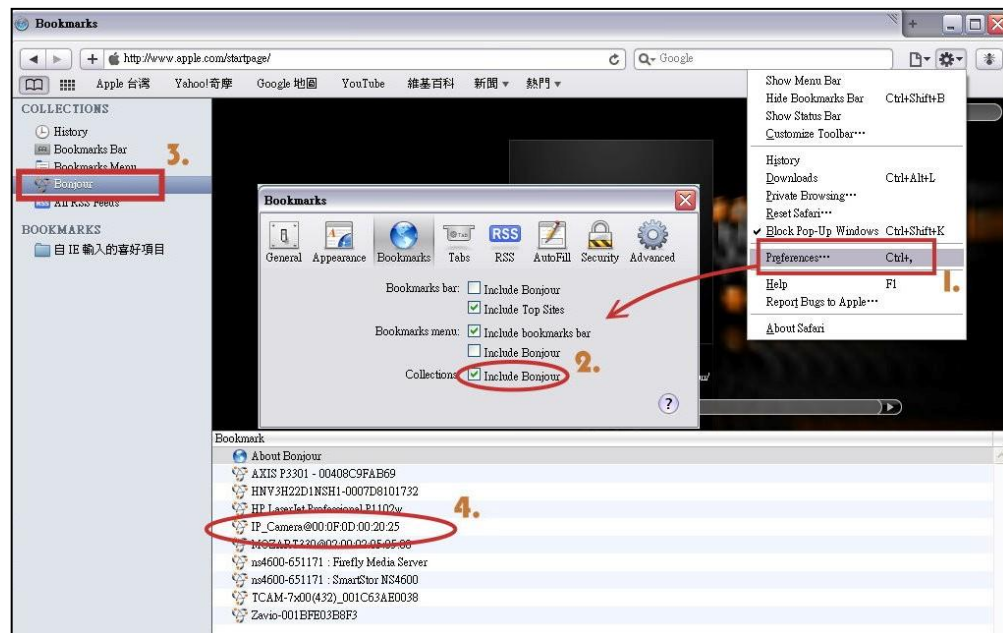 Bookmarks
http://www.apple.com/startpage/
Google
Apple 台灣 Yahoo!奇摩 Google 地圖 YouTube 維基百科 新聞 熱門
COLLECTIONS
History
Bookmarks Bar
Bookmarks Menu
Bonjour
All RSS Feeds
3.
BOOKMARKS
自 IE 輸入的喜好項目
Show Menu Bar
Hide Bookmarks Bar Ctrl+Shift+B
Show Status Bar
Customize Toolbar...
History
Downloads Ctrl+Alt+L
Private Browsing...
Reset Safari...
Block Pop-Up Windows Ctrl+Shift+K
Preferences... Ctrl+,
1.
Help F1
Report Bugs to Apple...
About Safari
Bookmarks
General Appearance Bookmarks Tabs RSS AutoFill Security Advanced
Bookmarks bar: Include Bonjour
Include Top Sites
Bookmarks menu: Include bookmarks bar
Include Bonjour
Collections: Include Bonjour
2.
Bookmark
About Bonjour
AXIS P3301 - 00408C9FAB69
HNV3H22D1NSH1-0007D8101732
HP LaserJet Professional P1102w
4.
IP_Camera@00:0F:0D:00:20:25
ns4600-651171 : Firefly Media Server
ns4600-651171 : SmartStor NS4600
TCAM-7x00(432)_001C63AE0038
Zavio-001BFE03B8F3